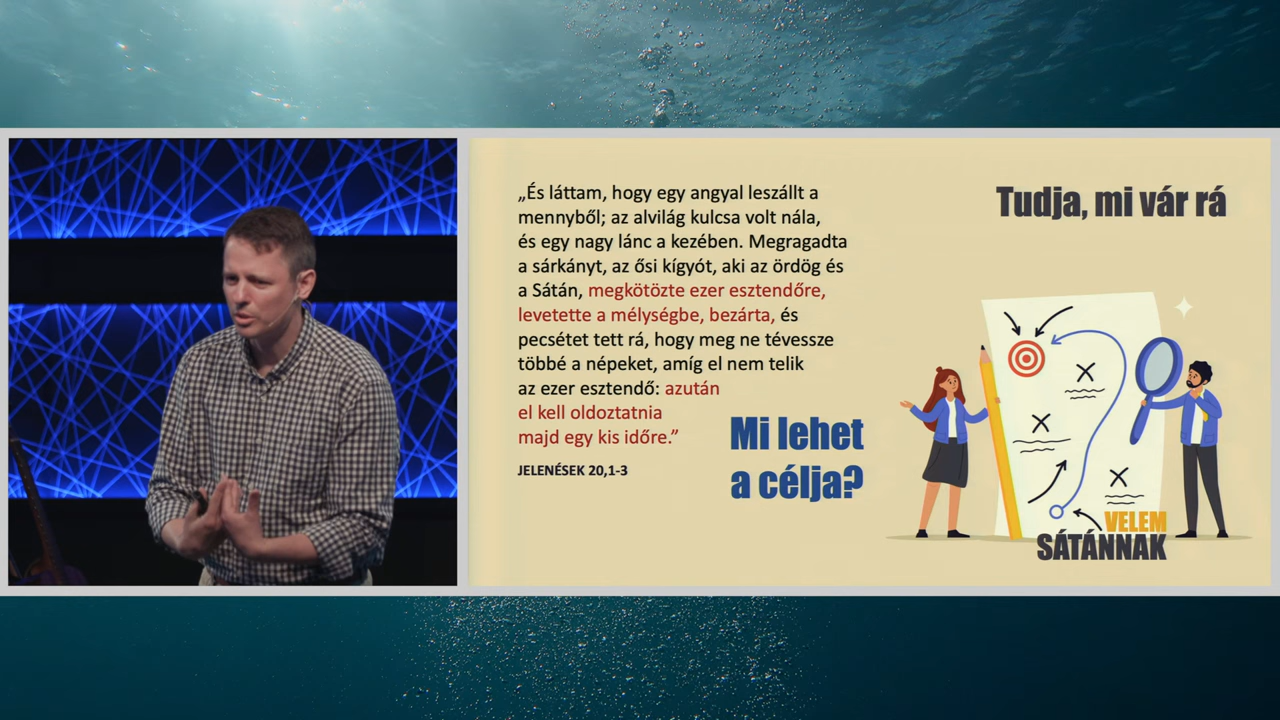 „És láttam, hogy egy angyal leszállt a
mennyből; az alvilág kulcsa volt nála,
és egy nagy lánc a kezében. Megragadta
a sárkányt, az ősi kígyót, aki az ördög és
a Sátán, megkötözte ezer esztendőre,
levetette a mélységbe, bezárta, és
pecsétet tett rá, hogy meg ne tévessze
többé a népeket, amíg el nem telik
az ezer esztendő: azután
el kell oldoztatnia
majd egy kis időre.”
JELENÉSEK 20,1-3
Mi lehet
a célja?
Tudja, mi vár rá
VELEM
SÁTÁNNAK